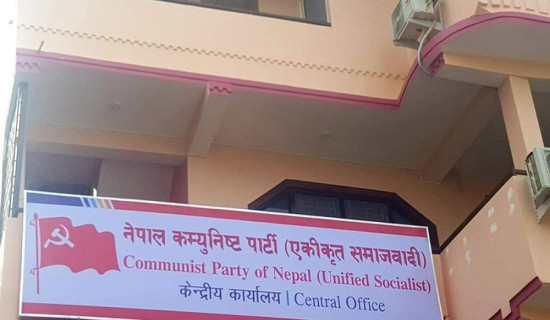 नेपाल कम्युनिष्ट पार्टी (एकीकृत समाजवादी)
Communist Party of Nepal (Unified Socialist)
केन्द्रीय कार्यालय | Central Office